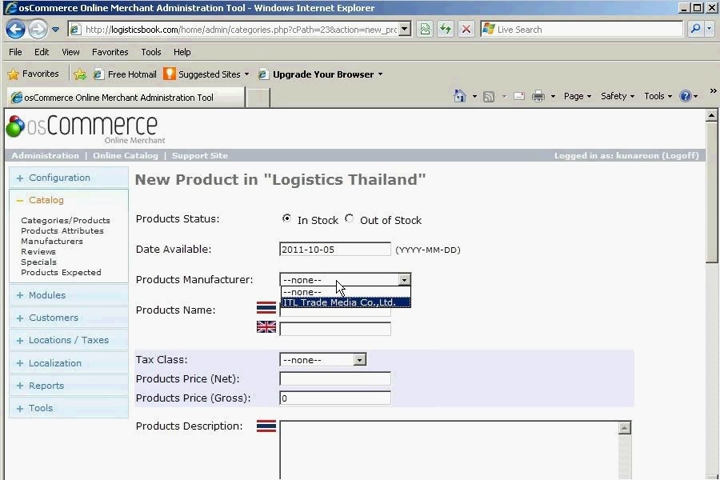 osCommerce Online Merchant Administration Tool - Windows Internet Explorer
http://logisticsbook.com/home/admin/categories.php?cPath=23&action=new_pr
Live Search
File Edit View Favorites Tools Help
Favorites Free Hotmail Suggested Sites Upgrade Your Browser
osCommerce Online Merchant Administration Tool
Page Safety Tools
osCommerce
Online Merchant
Administration | Online Catalog | Support Site
Logged in as: kunaroon (Logoff)
+ Configuration
− Catalog
Categories/Products
Products Attributes
Manufacturers
Reviews
Specials
Products Expected
+ Modules
+ Customers
+ Locations / Taxes
+ Localization
+ Reports
+ Tools
New Product in "Logistics Thailand"
Products Status: In Stock Out of Stock
Date Available: 2011-10-05 (YYYY-MM-DD)
Products Manufacturer: --none--
--none--
ITL Trade Media Co.,Ltd.
Products Name:
Tax Class: --none--
Products Price (Net):
Products Price (Gross): 0
Products Description: